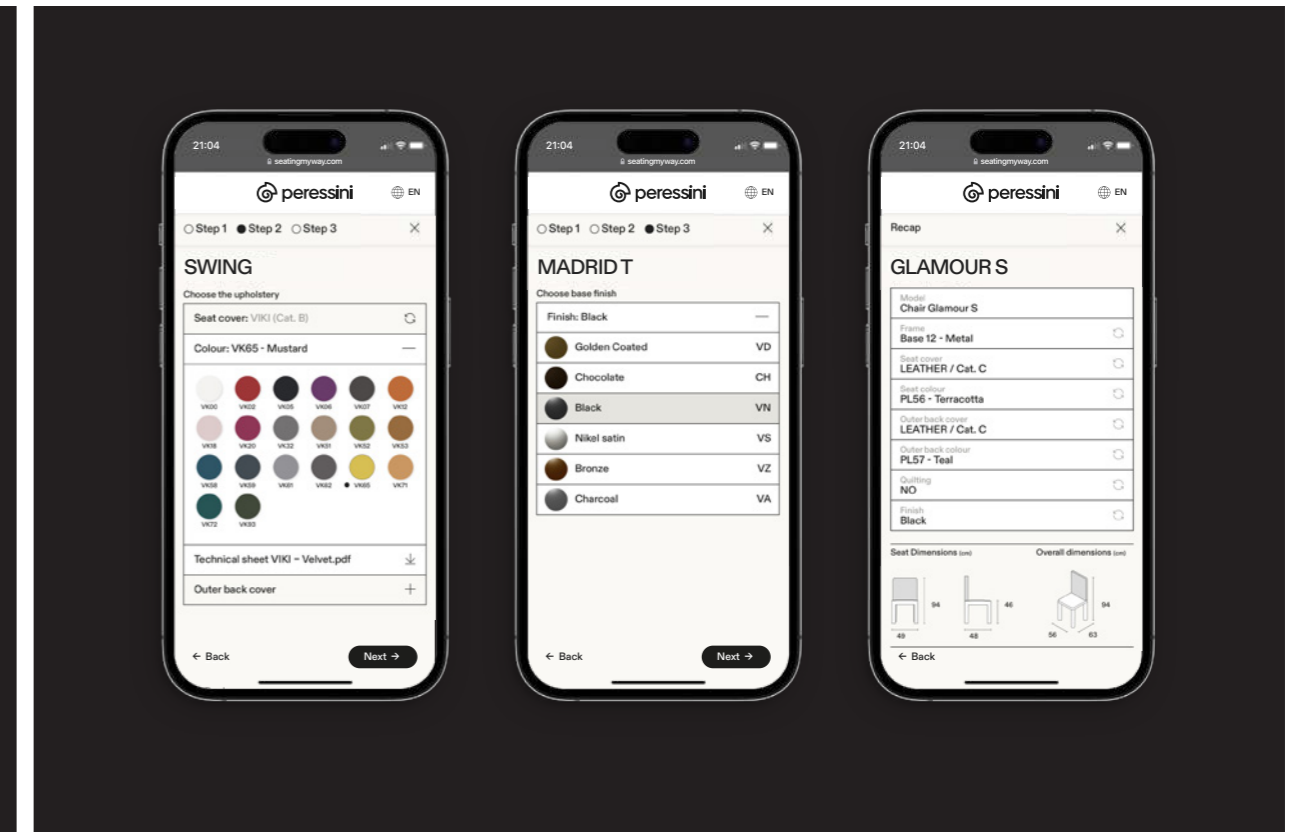 21:04
seatingmyway.com
peressini
EN
Step 1 Step 2 Step 3
SWING
Choose the upholstery
Seat cover: VIKI (Cat. B)
Colour: VK65 - Mustard
VK00 VK02 VK05 VK06 VK07 VK12
VK18 VK20 VK32 VK51 VK52 VK53
VK58 VK59 VK61 VK62 VK65 VK71
VK72 VK93
Technical sheet VIKI – Velvet.pdf
Outer back cover
← Back
Next →
21:04
seatingmyway.com
peressini
EN
Step 1 Step 2 Step 3
MADRID T
Choose base finish
Finish: Black
Golden Coated VD
Chocolate CH
Black VN
Nikel satin VS
Bronze VZ
Charcoal VA
← Back
Next →
21:04
seatingmyway.com
peressini
EN
Recap
GLAMOUR S
Model
Chair Glamour S
Frame
Base 12 - Metal
Seat cover
LEATHER / Cat. C
Seat colour
PL56 - Terracotta
Outer back cover
LEATHER / Cat. C
Outer back colour
PL57 - Teal
Quilting
NO
Finish
Black
Seat Dimensions (cm)
Overall dimensions (cm)
94
46
94
49
48
56
63
← Back